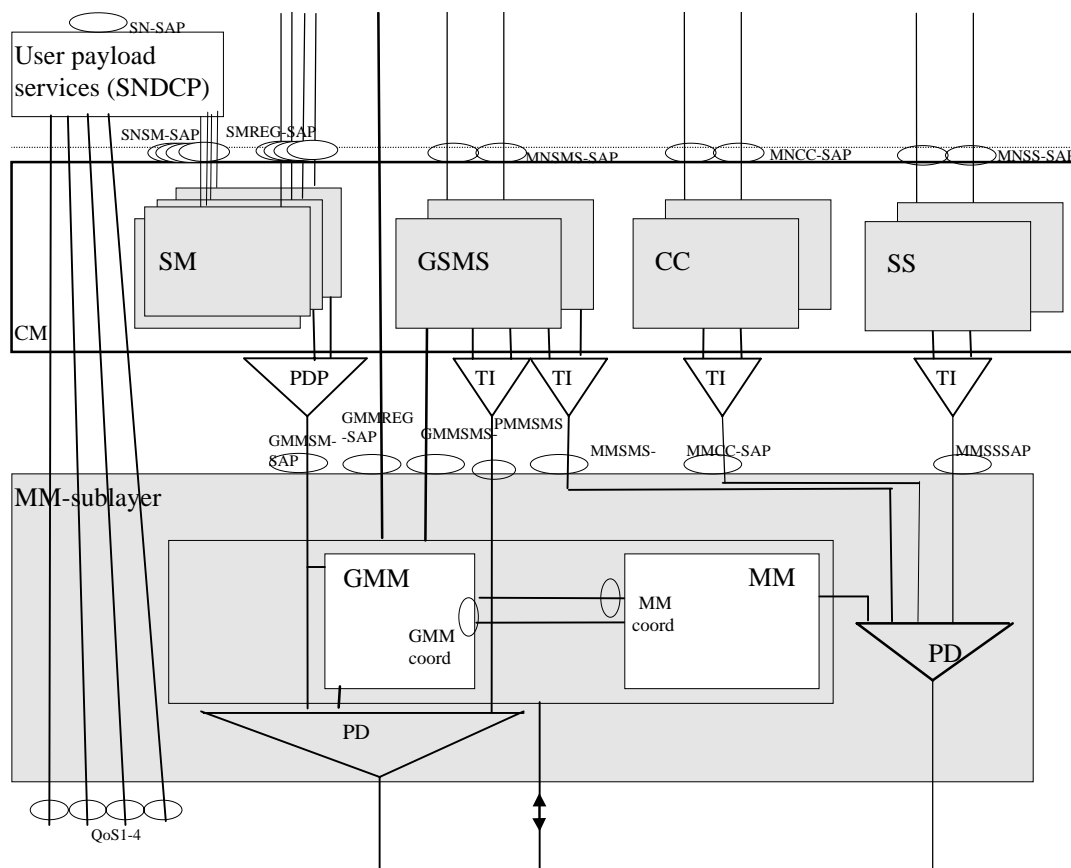 SN-SAP
User payload
services (SNDCP)
SNSM-SAP
SMREG-SAP
MNSMS-SAP
MNCC-SAP
MNSS-SAP
SM
GSMS
CC
SS
CM
PDP
TI
TI
TI
TI
GMMSM-
SAP
GMMREG
-SAP
GMMSMS-
PMMSMS
MMSMS-
MMCC-SAP
MMSSSAP
MM-sublayer
GMM
MM
GMM
coord
MM
coord
PD
PD
QoS1-4